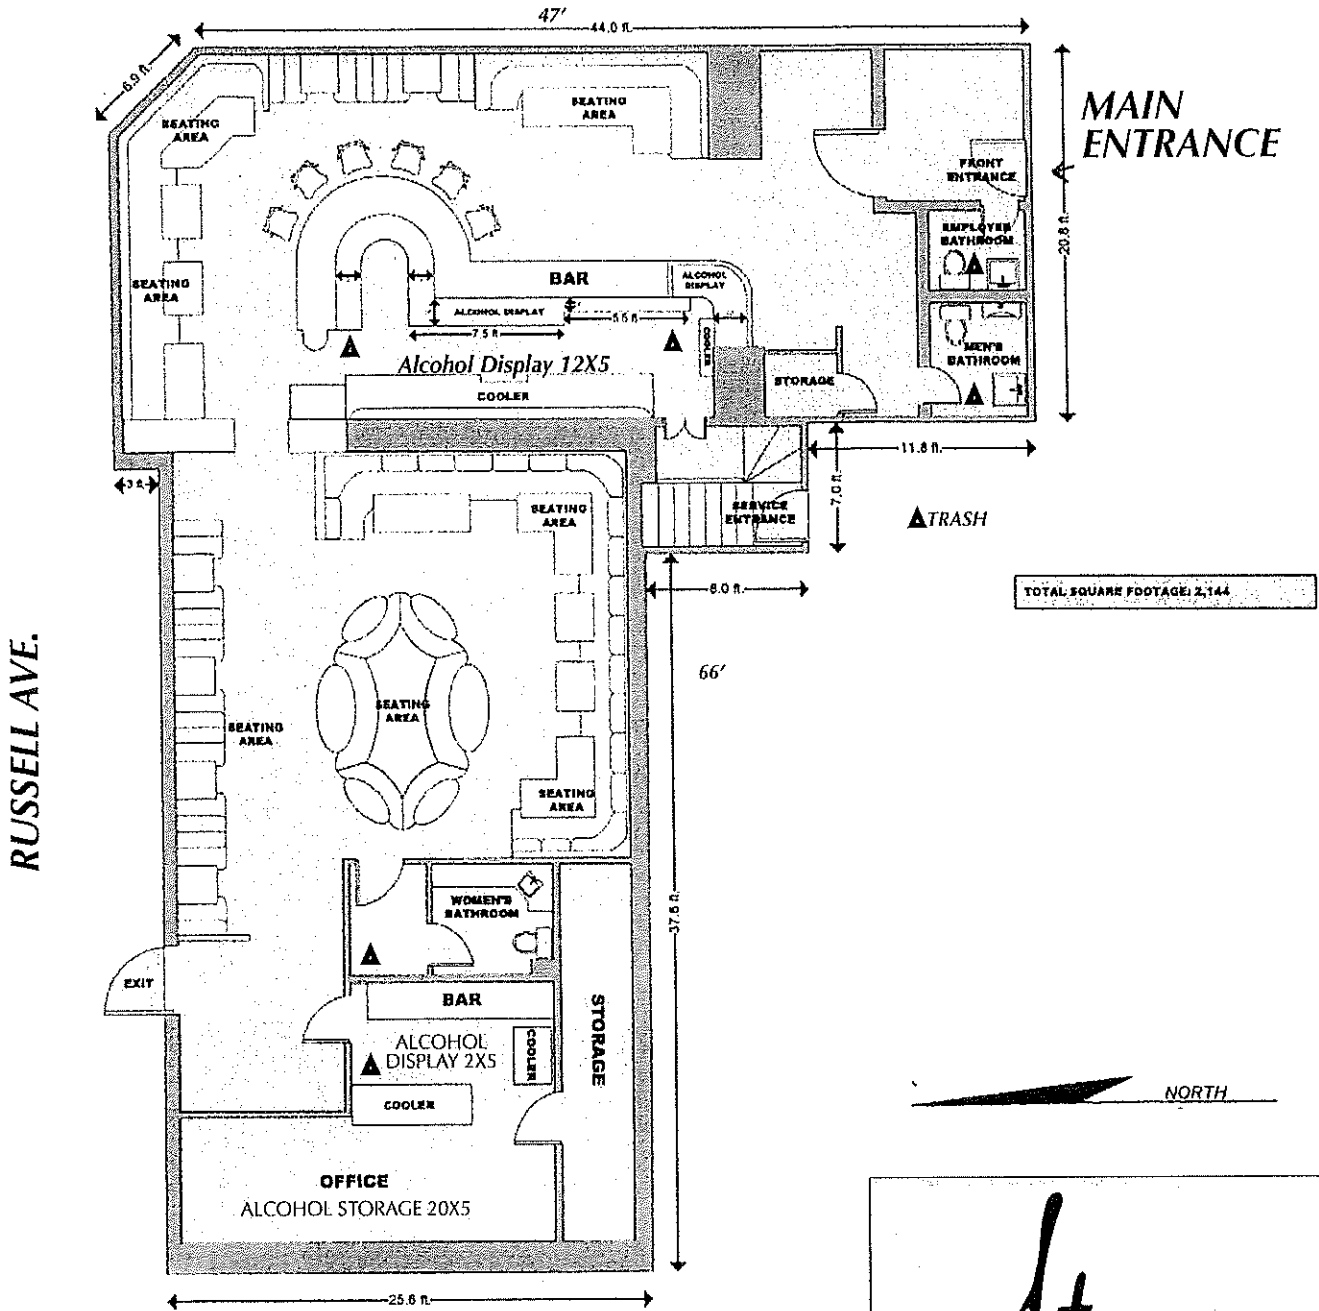 47'
44.0 ft.
6.9 ft.
MAIN
ENTRANCE
SEATING
AREA
SEATING
AREA
FRONT
ENTRANCE
EMPLOYEE
BATHROOM
20.8 ft.
SEATING
AREA
BAR
ALCOHOL
DISPLAY
ALCOHOL DISPLAY
7.5 ft
COOLER
MEN'S
BATHROOM
Alcohol Display 12X5
STORAGE
COOLER
11.8 ft.
3 ft.
7.0 ft.
SEATING
AREA
SERVICE
ENTRANCE
TRASH
8.0 ft.
TOTAL SQUARE FOOTAGE: 2,144
66'
RUSSELL AVE.
SEATING
AREA
SEATING
AREA
SEATING
AREA
37.6 ft.
WOMEN'S
BATHROOM
EXIT
BAR
STORAGE
ALCOHOL
DISPLAY 2X5
COOLER
COOLER
NORTH
OFFICE
ALCOHOL STORAGE 20X5
25.6 ft.